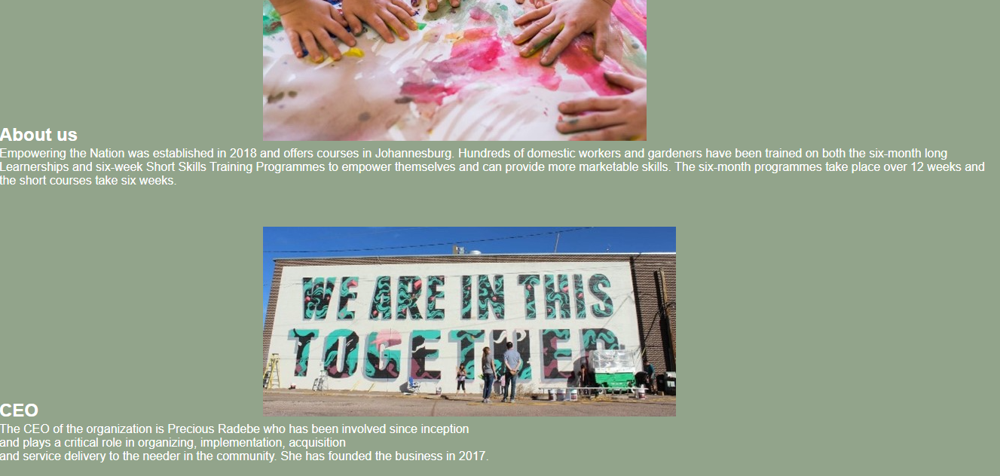 About us
Empowering the Nation was established in 2018 and offers courses in Johannesburg. Hundreds of domestic workers and gardeners have been trained on both the six-month long
Learnerships and six-week Short Skills Training Programmes to empower themselves and can provide more marketable skills. The six-month programmes take place over 12 weeks and
the short courses take six weeks.
WE ARE IN THIS
TOGETHER
CEO
The CEO of the organization is Precious Radebe who has been involved since inception
and plays a critical role in organizing, implementation, acquisition
and service delivery to the needer in the community. She has founded the business in 2017.